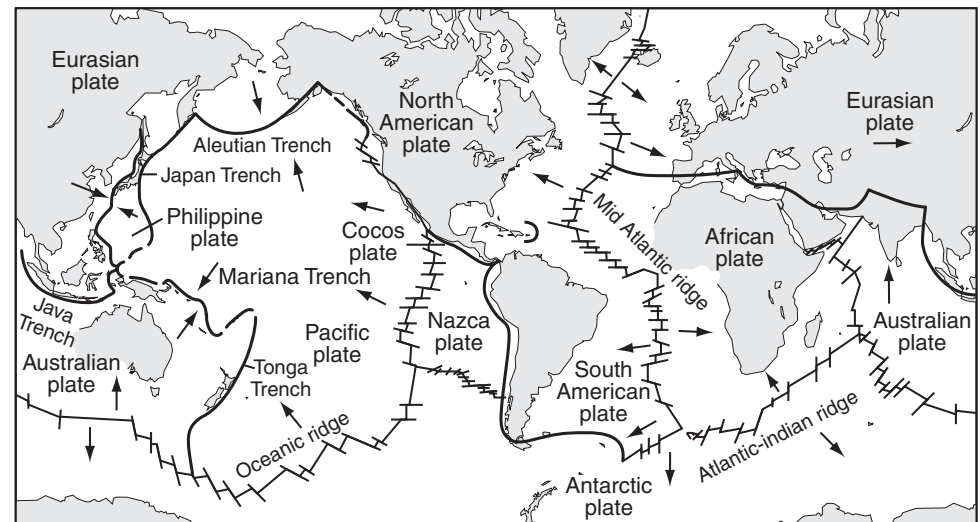 Eurasian
plate
North
American
plate
Eurasian
plate
Aleutian Trench
Japan Trench
Philippine
plate
Cocos
plate
Mid Atlantic ridge
African
plate
Mariana Trench
Java
Trench
Pacific
plate
Nazca
plate
Australian
plate
Australian
plate
Tonga
Trench
South
American
plate
Oceanic ridge
Atlantic-indian ridge
Antarctic
plate